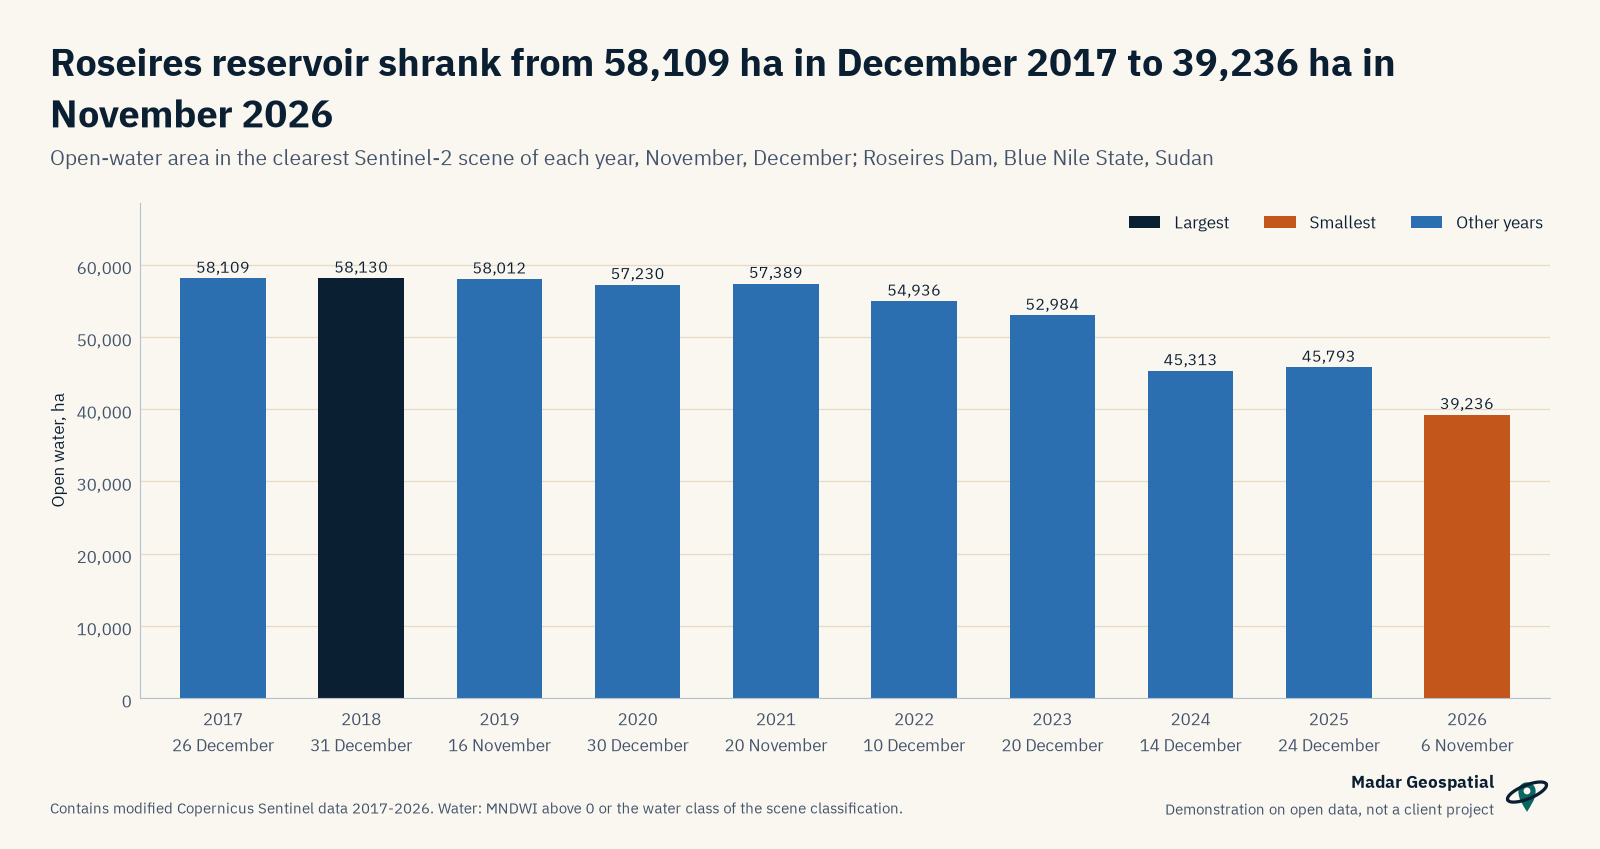 Roseires reservoir shrank from 58,109 ha in December 2017 to 39,236 ha in
November 2026
Open-water area in the clearest Sentinel-2 scene of each year, November, December; Roseires Dam, Blue Nile State, Sudan
Largest
Smallest
Other years
Open water, ha
60,000
50,000
40,000
30,000
20,000
10,000
0
58,109
58,130
58,012
57,230
57,389
54,936
52,984
45,313
45,793
39,236
2017
26 December
2018
31 December
2019
16 November
2020
30 December
2021
20 November
2022
10 December
2023
20 December
2024
14 December
2025
24 December
2026
6 November
Contains modified Copernicus Sentinel data 2017-2026. Water: MNDWI above 0 or the water class of the scene classification.
Madar Geospatial
Demonstration on open data, not a client project